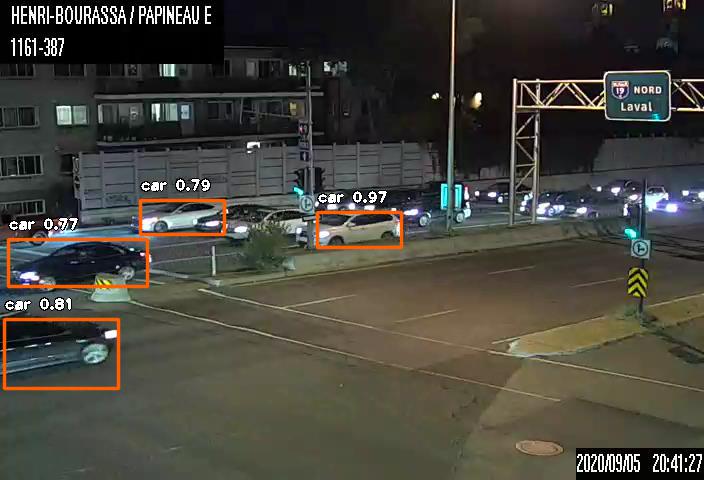 HENRI-BOURASSA / PAPINEAU E
1161-387
19 NORD
Laval
car 0.79
car 0.97
car 0.77
car 0.81
2020/09/05 20:41:27